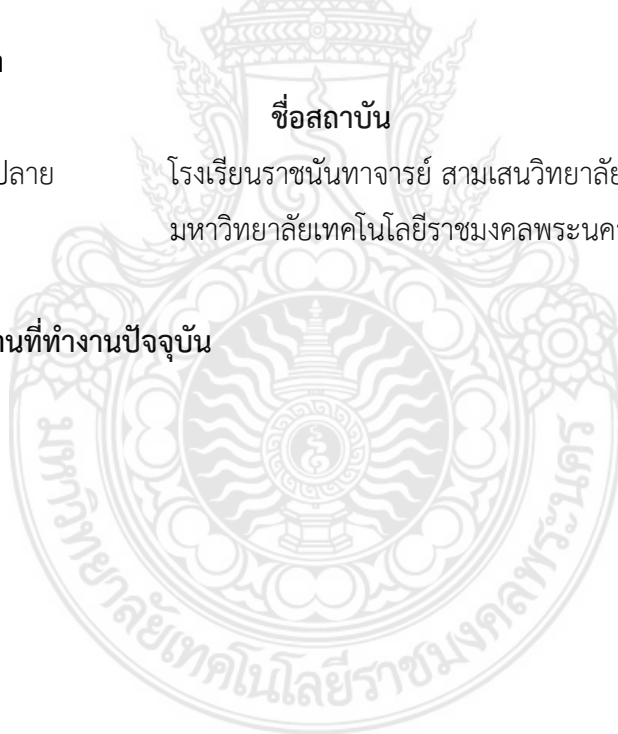 ชื่อสถาบัน
ปลาย โรงเรียนราชนันทาจารย์ สามเสนวิทยาลัย
มหาวิทยาลัยเทคโนโลยีราชมงคลพระนคร
านที่ทำงานปัจจุบัน
มหาวิทยาลัยเทคโนโลยีราชมงคลพระนคร